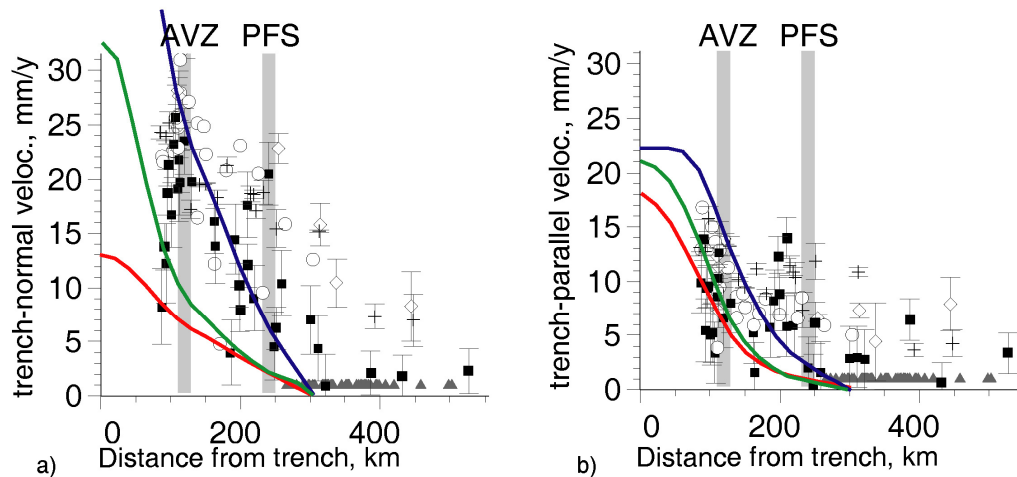 AVZ PFS
trench-normal veloc., mm/y
30
25
20
15
10
5
0
0 200 400
Distance from trench, km
a)
AVZ PFS
trench-parallel veloc., mm/y
30
25
20
15
10
5
0
0 200 400
Distance from trench, km
b)